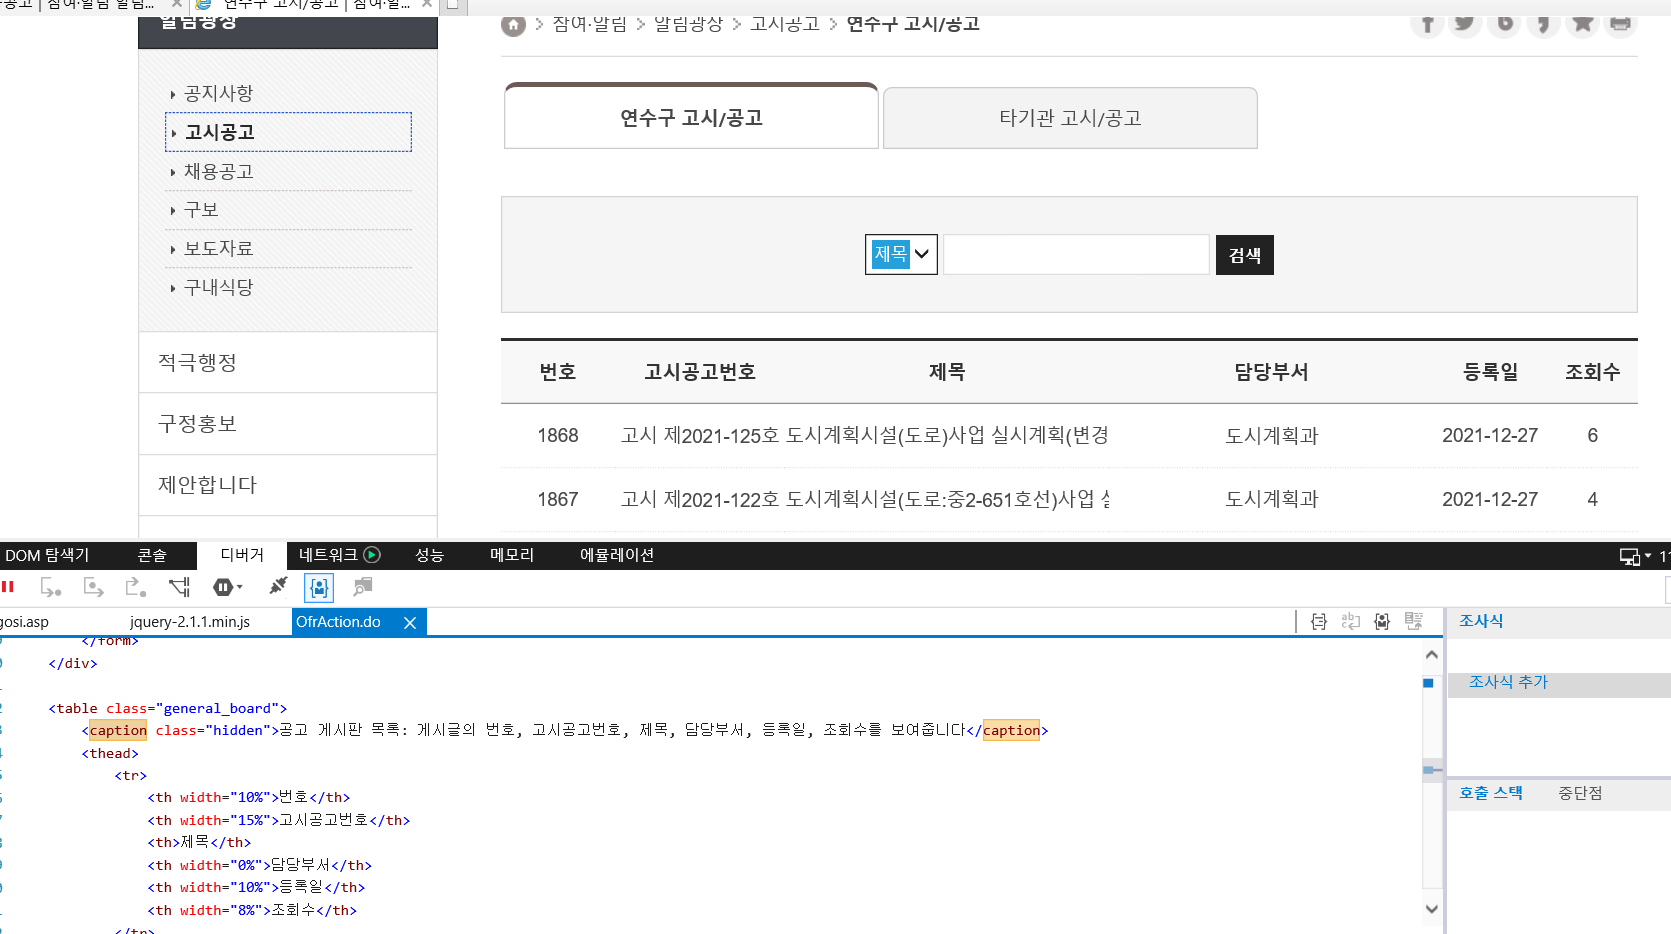 공고 | 참여·알림 알림...
연수구 고시/공고 | 참여·알...
알림광장
참여·알림 > 알림광장 > 고시공고 > 연수구 고시/공고
공지사항
고시공고
채용공고
구보
보도자료
구내식당
적극행정
구정홍보
제안합니다
연수구 고시/공고
타기관 고시/공고
제목
검색
번호 고시공고번호 제목 담당부서 등록일 조회수
1868 고시 제2021-125호 도시계획시설(도로)사업 실시계획(변경 도시계획과 2021-12-27 6
1867 고시 제2021-122호 도시계획시설(도로:중2-651호선)사업 도시계획과 2021-12-27 4
DOM 탐색기 콘솔 디버거 네트워크 성능 메모리 에뮬레이션
gosi.asp jquery-2.1.1.min.js OfrAction.do
</form>
</div>
<table class="general_board">
<caption class="hidden">공고 게시판 목록: 게시글의 번호, 고시공고번호, 제목, 담당부서, 등록일, 조회수를 보여줍니다</caption>
<thead>
<tr>
<th width="10%">번호</th>
<th width="15%">고시공고번호</th>
<th>제목</th>
<th width="0%">담당부서</th>
<th width="10%">등록일</th>
<th width="8%">조회수</th>
</tr>
조사식
조사식 추가
호출 스택 중단점